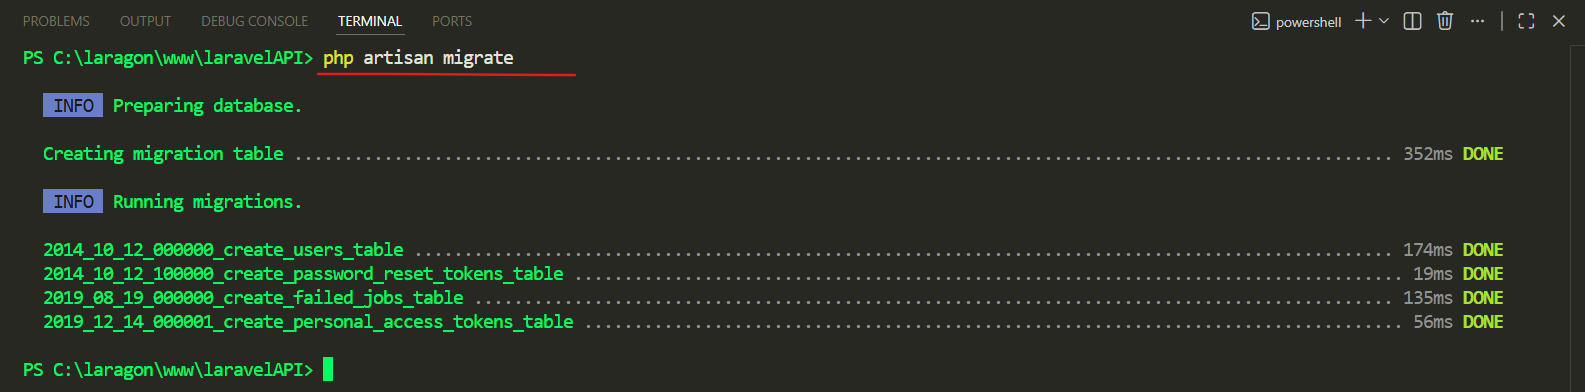 PROBLEMS OUTPUT DEBUG CONSOLE TERMINAL PORTS powershell
PS C:\laragon\www\laravelAPI> php artisan migrate
INFO Preparing database.
Creating migration table .............................................................................................................. 352ms DONE
INFO Running migrations.
2014_10_12_000000_create_users_table .................................................................................................. 174ms DONE
2014_10_12_100000_create_password_reset_tokens_table ................................................................................... 19ms DONE
2019_08_19_000000_create_failed_jobs_table ............................................................................................ 135ms DONE
2019_12_14_000001_create_personal_access_tokens_table .................................................................................. 56ms DONE
PS C:\laragon\www\laravelAPI>